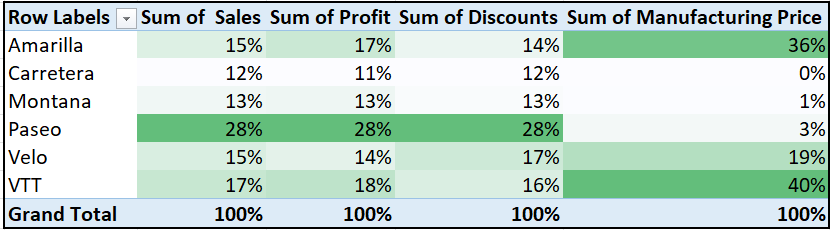 Row Labels Sum of  Sales Sum of Profit Sum of Discounts Sum of Manufacturing Price
Amarilla 15% 17% 14% 36%
Carretera 12% 11% 12% 0%
Montana 13% 13% 13% 1%
Paseo 28% 28% 28% 3%
Velo 15% 14% 17% 19%
VTT 17% 18% 16% 40%
Grand Total 100% 100% 100% 100%